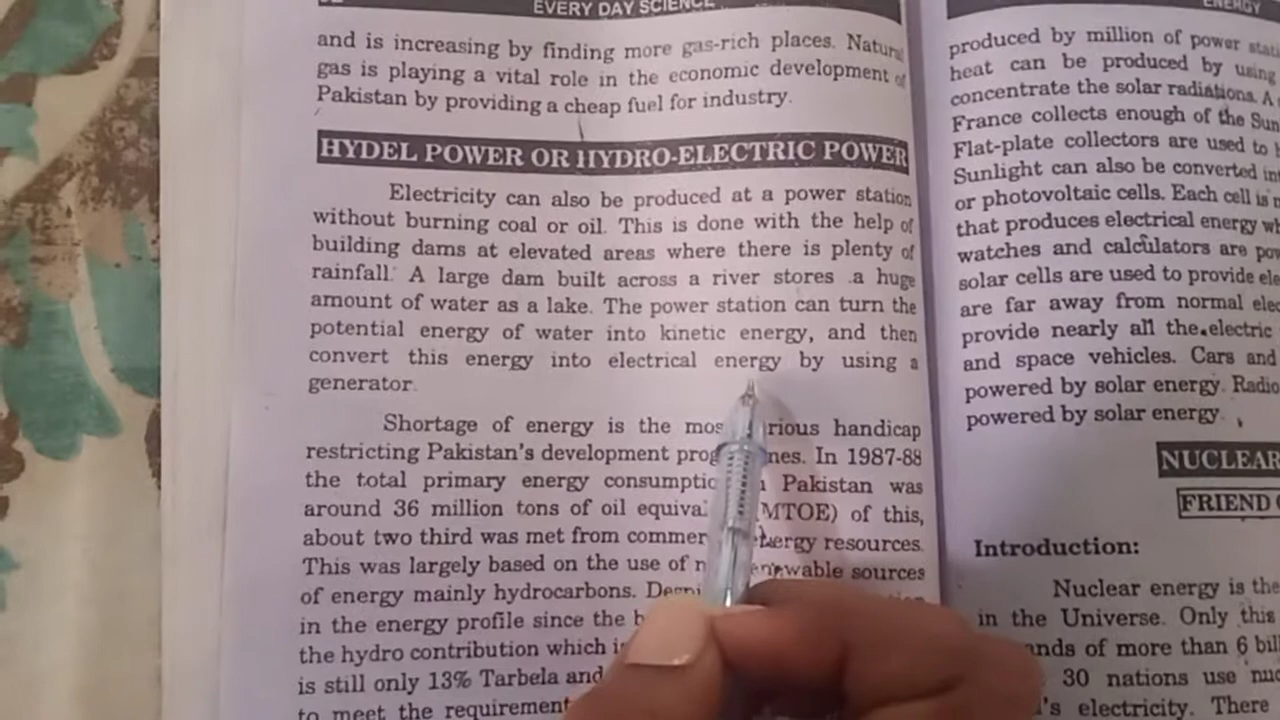 EVERY DAY SCIENCE
and is increasing by finding more gas-rich places. Natural
gas is playing a vital role in the economic development of
Pakistan by providing a cheap fuel for industry.
HYDEL POWER OR HYDRO-ELECTRIC POWER
Electricity can also be produced at a power station
without burning coal or oil. This is done with the help of
building dams at elevated areas where there is plenty of
rainfall. A large dam built across a river stores a huge
amount of water as a lake. The power station can turn the
potential energy of water into kinetic energy, and then
convert this energy into electrical energy by using a
generator.
Shortage of energy is the handicap
restricting Pakistan's development In 1987-88
the total primary energy Pakistan was
around 36 million tons of oil (MTOE) of this,
about two third was met from resources.
This was largely based on the use of sources
of energy mainly hydrocarbons.
in the energy profile since the
the hydro contribution which
is still only 13% Tarbela and
to meet the
ENERGY
produced by million of power
heat can be produced by using
concentrate the solar radiations. A
France collects enough of the Sun
Flat-plate collectors are used to
Sunlight can also be converted
or photovoltaic cells. Each cell is
that produces electrical energy
watches and calculators are
solar cells are used to provide
are far away from normal
provide nearly all the electric
and space vehicles. Cars and
powered by solar energy.
powered by solar energy.
NUCLEAR
FRIEND
Introduction:
Nuclear energy is the
in the Universe. Only this
of more than 6
30 nations use
electricity. There